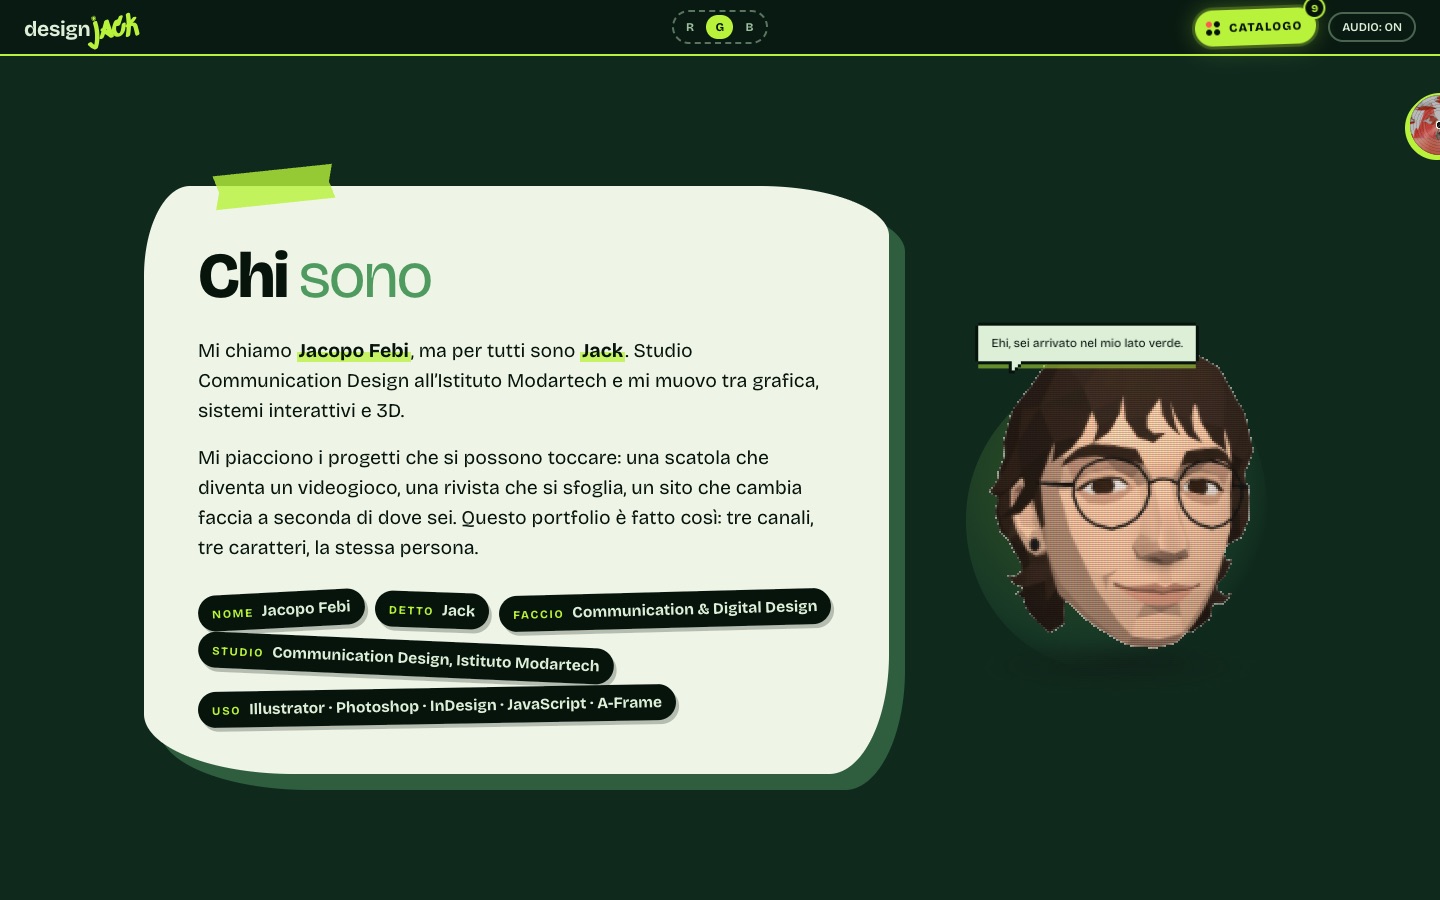 designjack
R G B
CATALOGO
9
AUDIO: ON
Chi sono
Mi chiamo Jacopo Febi, ma per tutti sono Jack. Studio
Communication Design all’Istituto Modartech e mi muovo tra grafica,
sistemi interattivi e 3D.
Mi piacciono i progetti che si possono toccare: una scatola che
diventa un videogioco, una rivista che si sfoglia, un sito che cambia
faccia a seconda di dove sei. Questo portfolio è fatto così: tre canali,
tre caratteri, la stessa persona.
NOME Jacopo Febi
DETTO Jack
FACCIO Communication & Digital Design
STUDIO Communication Design, Istituto Modartech
USO Illustrator · Photoshop · InDesign · JavaScript · A-Frame
Ehi, sei arrivato nel mio lato verde.